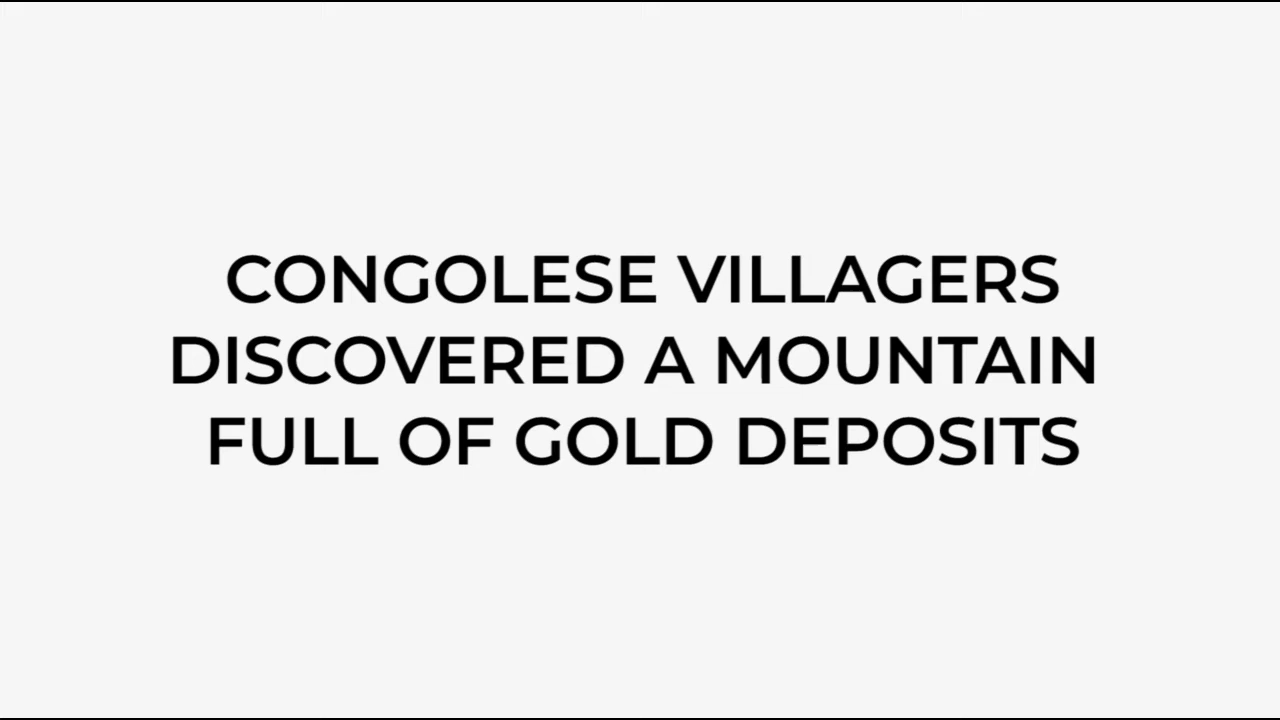 CONGOLESE VILLAGERS
DISCOVERED A MOUNTAIN
FULL OF GOLD DEPOSITS